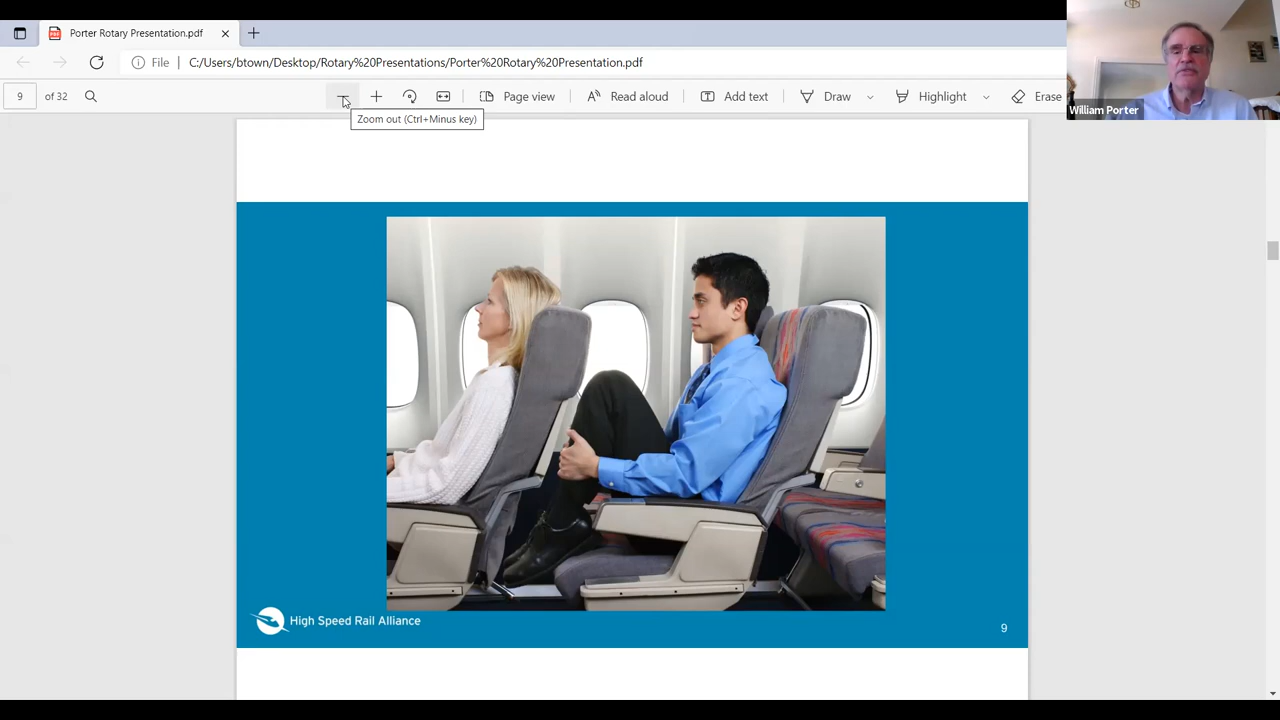 Porter Rotary Presentation.pdf
File
C:/Users/btown/Desktop/Rotary%20Presentations/Porter%20Rotary%20Presentation.pdf
9 of 32
Page view
Read aloud
Add text
Draw
Highlight
Erase
William Porter
Zoom out (Ctrl+Minus key)
High Speed Rail Alliance
9